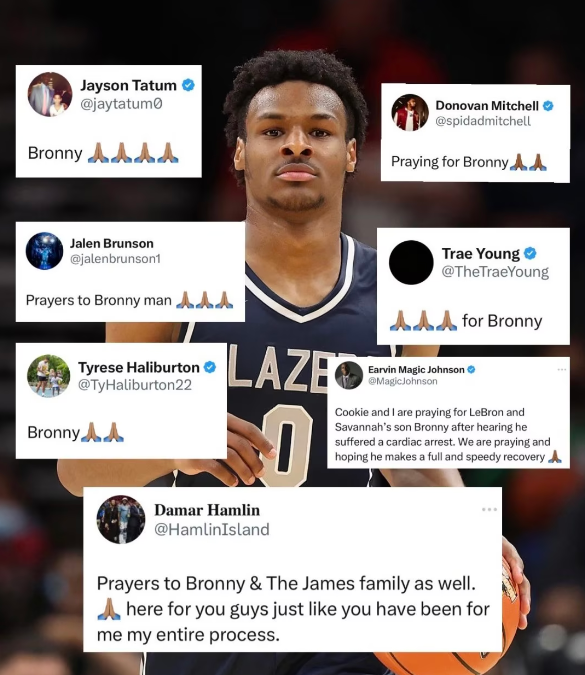 Jayson Tatum
@jaytatum0
Bronny 🙏🏽🙏🏽🙏🏽🙏🏽
Donovan Mitchell
@spidadmitchell
Praying for Bronny🙏🏽🙏🏽
Jalen Brunson
@jalenbrunson1
Prayers to Bronny man 🙏🏽🙏🏽🙏🏽
Trae Young
@TheTraeYoung
🙏🏽🙏🏽🙏🏽 for Bronny
Tyrese Haliburton
@TyHaliburton22
Bronny🙏🏽🙏🏽
Earvin Magic Johnson
@MagicJohnson
Cookie and I are praying for LeBron and
Savannah's son Bronny after hearing he
suffered a cardiac arrest. We are praying and
hoping he makes a full and speedy recovery 🙏🏽
LAZE
0
Damar Hamlin
@HamlinIsland
Prayers to Bronny & The James family as well.
🙏🏽 here for you guys just like you have been for
me my entire process.